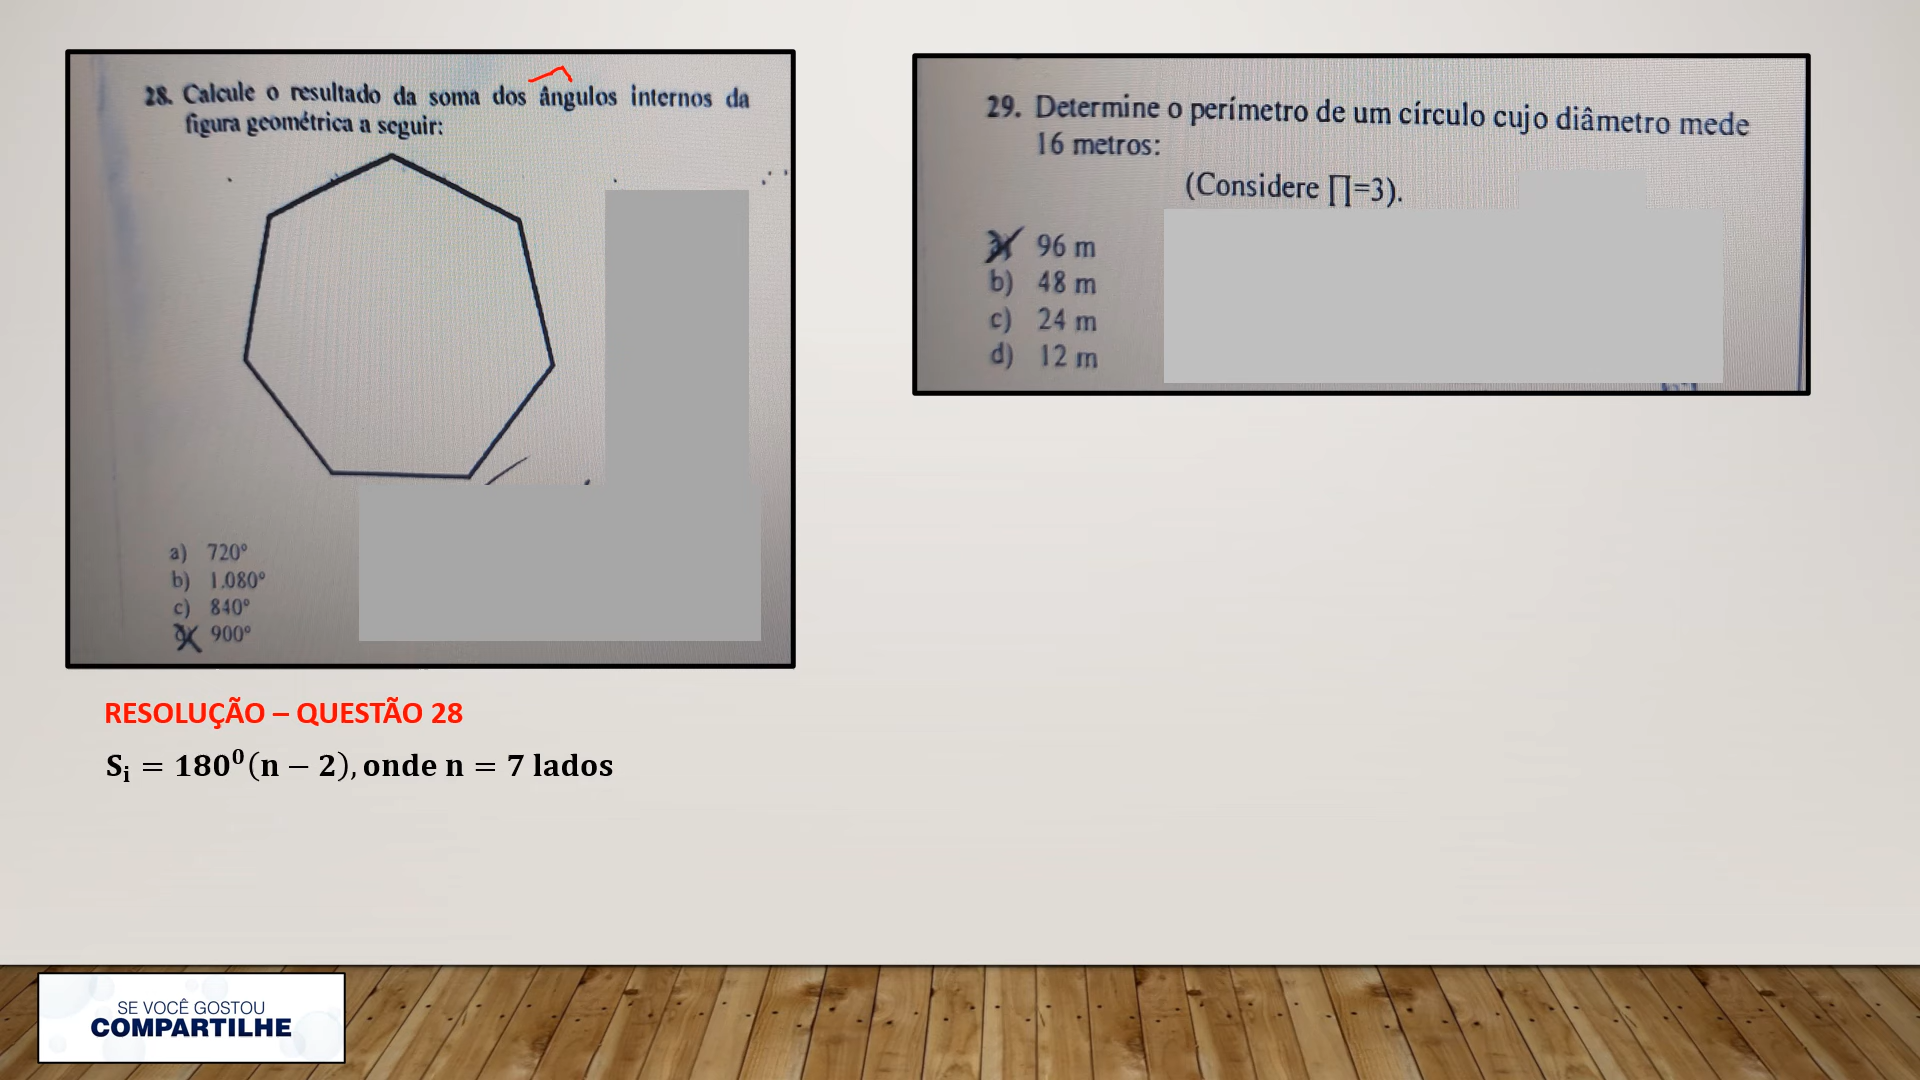 28. Calcule o resultado da soma dos ângulos internos da
figura geométrica a seguir:
a) 720°
b) 1.080°
c) 840°
d) 900°
RESOLUÇÃO – QUESTÃO 28
Sᵢ = 180⁰(n − 2), onde n = 7 lados
29. Determine o perímetro de um círculo cujo diâmetro mede
16 metros:
(Considere ∏=3).
a) 96 m
b) 48 m
c) 24 m
d) 12 m
SE VOCÊ GOSTOU
COMPARTILHE